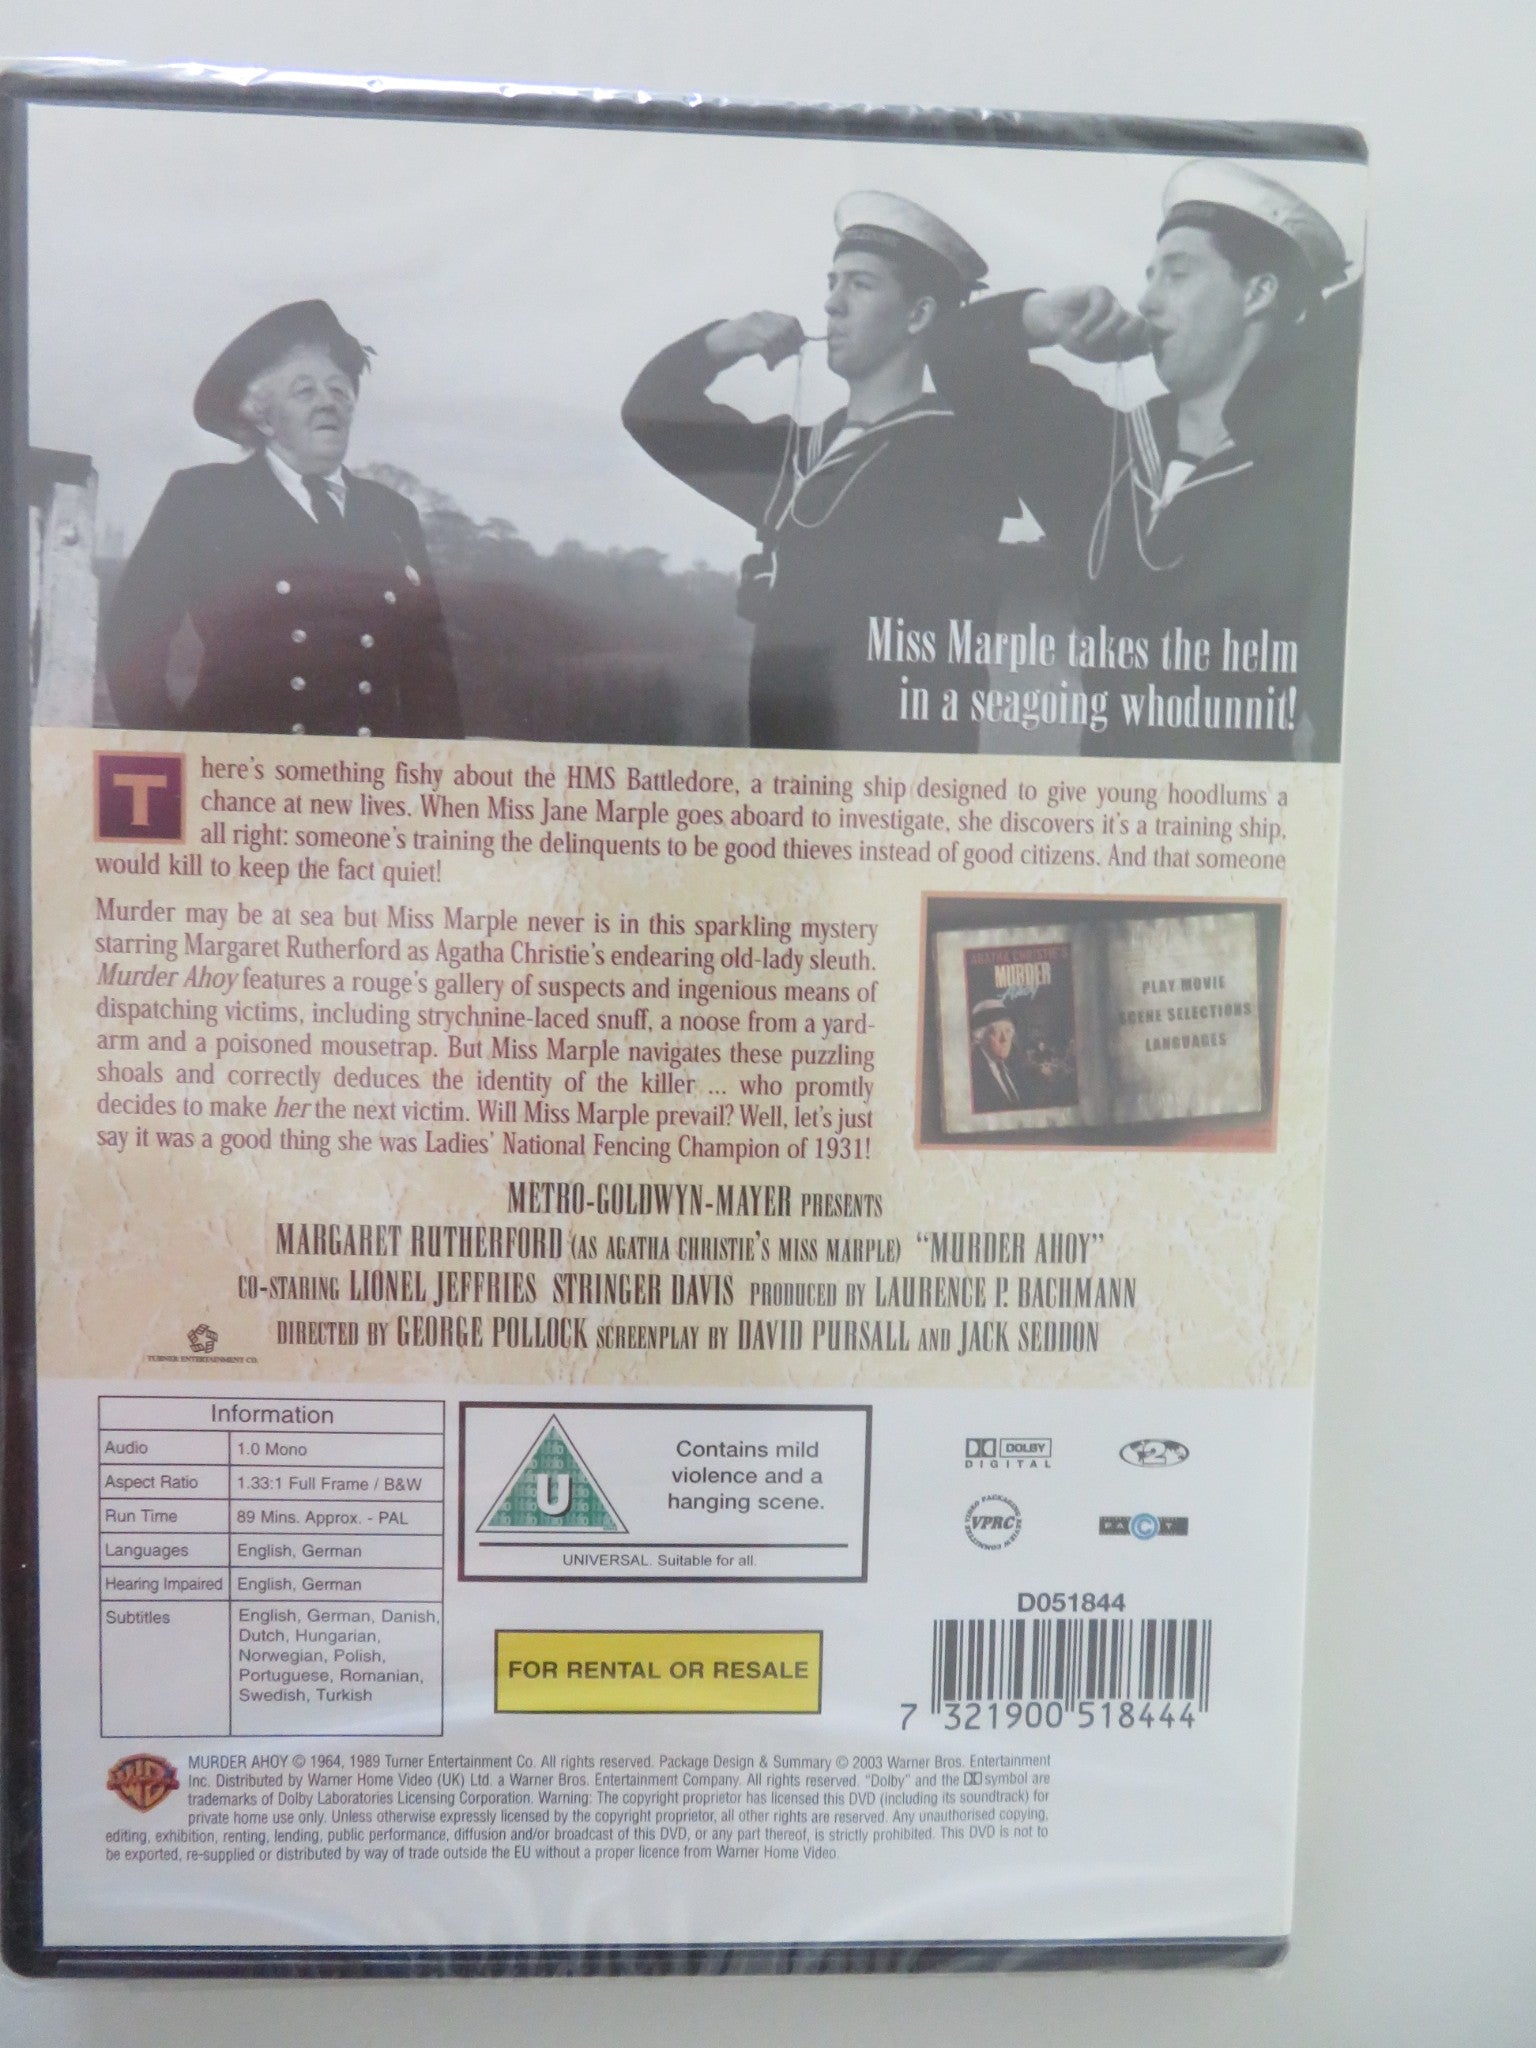 Miss Marple takes the helm
in a seagoing whodunnit!
There's something fishy about the HMS Battledore, a training ship designed to give young hoodlums a
chance at new lives. When Miss Jane Marple goes aboard to investigate, she discovers it's a training ship,
all right: someone's training the delinquents to be good thieves instead of good citizens. And that someone
would kill to keep the fact quiet!
Murder may be at sea but Miss Marple never is in this sparkling mystery
starring Margaret Rutherford as Agatha Christie's endearing old-lady sleuth.
Murder Ahoy features a rouge's gallery of suspects and ingenious means of
dispatching victims, including strychnine-laced snuff, a noose from a yard-
arm and a poisoned mousetrap. But Miss Marple navigates these puzzling
shoals and correctly deduces the identity of the killer ... who promtly
decides to make her the next victim. Will Miss Marple prevail? Well, let's just
say it was a good thing she was Ladies' National Fencing Champion of 1931!
AGATHA CHRISTIE'S
MURDER
Ahoy
PLAY MOVIE
SCENE SELECTIONS
LANGUAGES
METRO-GOLDWYN-MAYER PRESENTS
MARGARET RUTHERFORD (AS AGATHA CHRISTIE'S MISS MARPLE) "MURDER AHOY"
CO-STARING LIONEL JEFFRIES STRINGER DAVIS PRODUCED BY LAURENCE P. BACHMANN
DIRECTED BY GEORGE POLLOCK SCREENPLAY BY DAVID PURSALL AND JACK SEDDON
TURNER ENTERTAINMENT CO.
Information
Audio 1.0 Mono
Aspect Ratio 1.33:1 Full Frame / B&W
Run Time 89 Mins. Approx. - PAL
Languages English, German
Hearing Impaired English, German
Subtitles English, German, Danish,
Dutch, Hungarian,
Norwegian, Polish,
Portuguese, Romanian,
Swedish, Turkish
U
Contains mild
violence and a
hanging scene.
UNIVERSAL. Suitable for all.
FOR RENTAL OR RESALE
DOLBY
DIGITAL
2
VIDEO PACKAGING REVIEW COMMITTEE
VPRC
PACT
D051844
7 321900 518444
WB
MURDER AHOY © 1964, 1989 Turner Entertainment Co. All rights reserved. Package Design & Summary © 2003 Warner Bros. Entertainment
Inc. Distributed by Warner Home Video (UK) Ltd. a Warner Bros. Entertainment Company. All rights reserved. "Dolby" and the DD symbol are
trademarks of Dolby Laboratories Licensing Corporation. Warning: The copyright proprietor has licensed this DVD (including its soundtrack) for
private home use only. Unless otherwise expressly licensed by the copyright proprietor, all other rights are reserved. Any unauthorised copying,
editing, exhibition, renting, lending, public performance, diffusion and/or broadcast of this DVD, or any part thereof, is strictly prohibited. This DVD is not to
be exported, re-supplied or distributed by way of trade outside the EU without a proper licence from Warner Home Video.